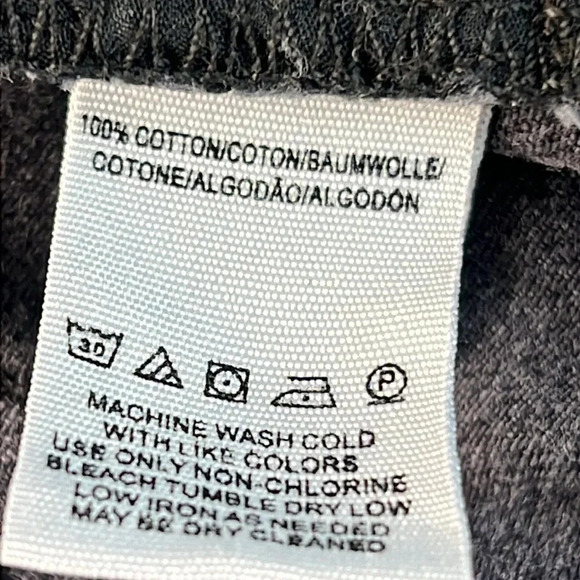 100% COTTON/COTON/BAUMWOLLE/
COTONE/ALGODÃO/ALGODÓN
30 P
MACHINE WASH COLD
WITH LIKE COLORS
USE ONLY NON-CHLORINE
BLEACH TUMBLE DRY LOW
LOW IRON AS NEEDED
MAY BE DRY CLEANED